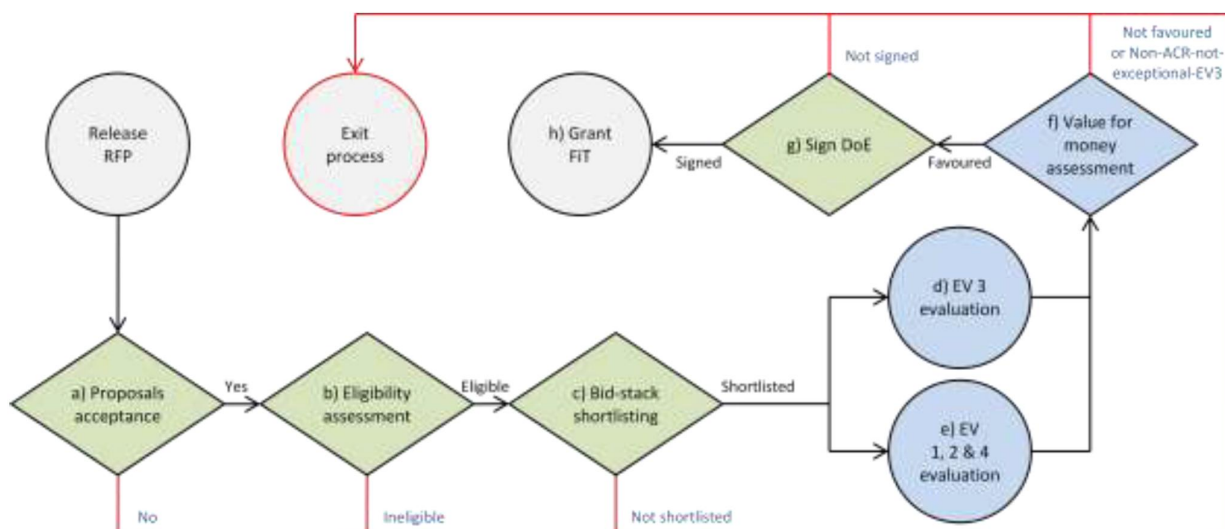 Not favoured
or Non-ACR-not-
exceptional-EV3
Not signed
Release
RFP
Exit
process
h) Grant
FiT
Signed
g) Sign DoE
Favoured
f) Value for
money
assessment
d) EV 3
evaluation
a) Proposals
acceptance
Yes
b) Eligibility
assessment
Eligible
c) Bid-stack
shortlisting
Shortlisted
e) EV
1, 2 & 4
evaluation
No
Ineligible
Not shortlisted